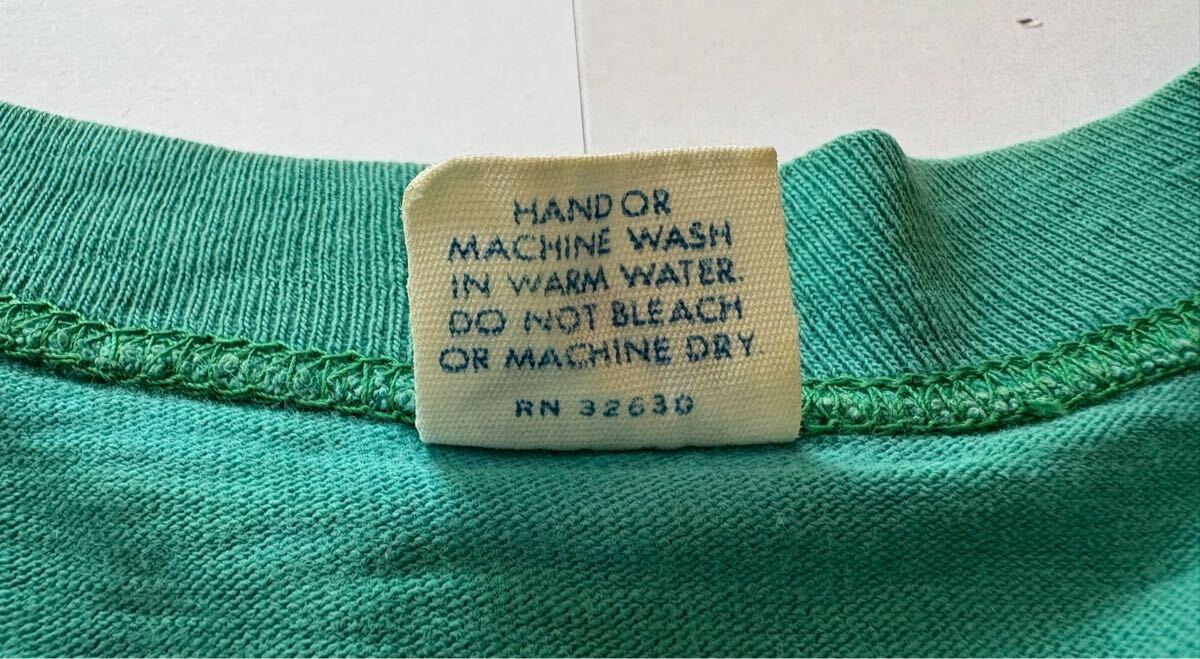 HAND OR
MACHINE WASH
IN WARM WATER.
DO NOT BLEACH
OR MACHINE DRY.
RN 32630